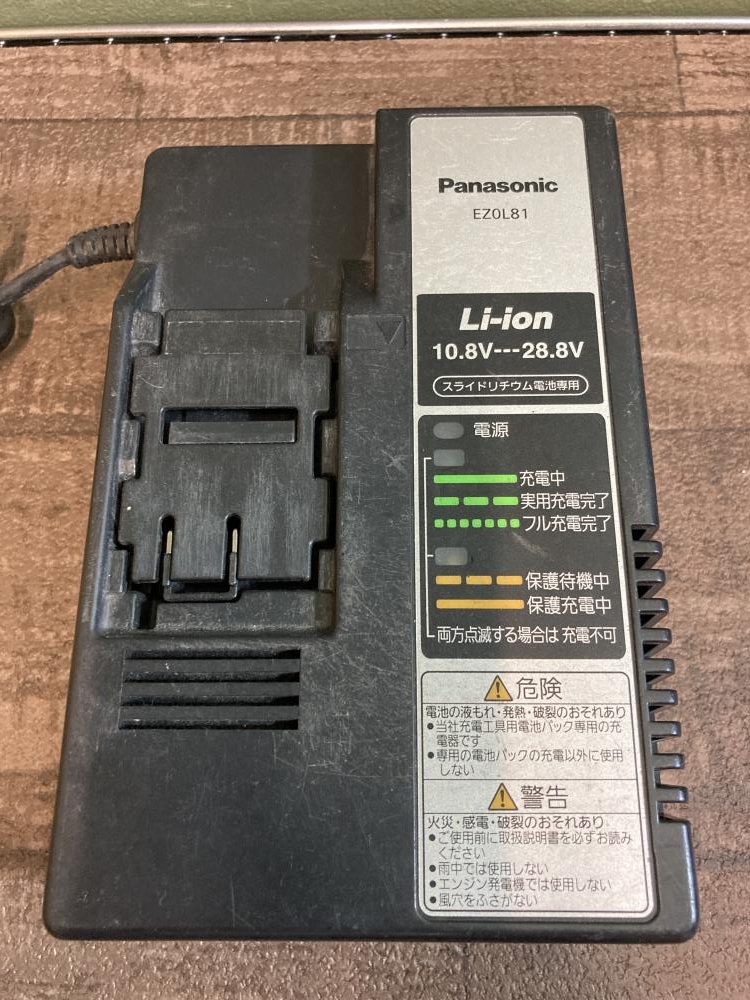 Panasonic
EZ0L81
Li-ion
10.8V---28.8V
スライドリチウム電池専用
電源
充電中
実用充電完了
フル充電完了
保護待機中
保護充電中
両方点滅する場合は 充電不可
危険
電池の液もれ・発熱・破裂のおそれあり
●当社充電工具用電池パック専用の充
電器です
●専用の電池パックの充電以外に使用
しない
警告
火災・感電・破裂のおそれあり
●ご使用前に取扱説明書を必ずお読み
ください
●雨中では使用しない
●エンジン発電機では使用しない
●風穴をふさがない